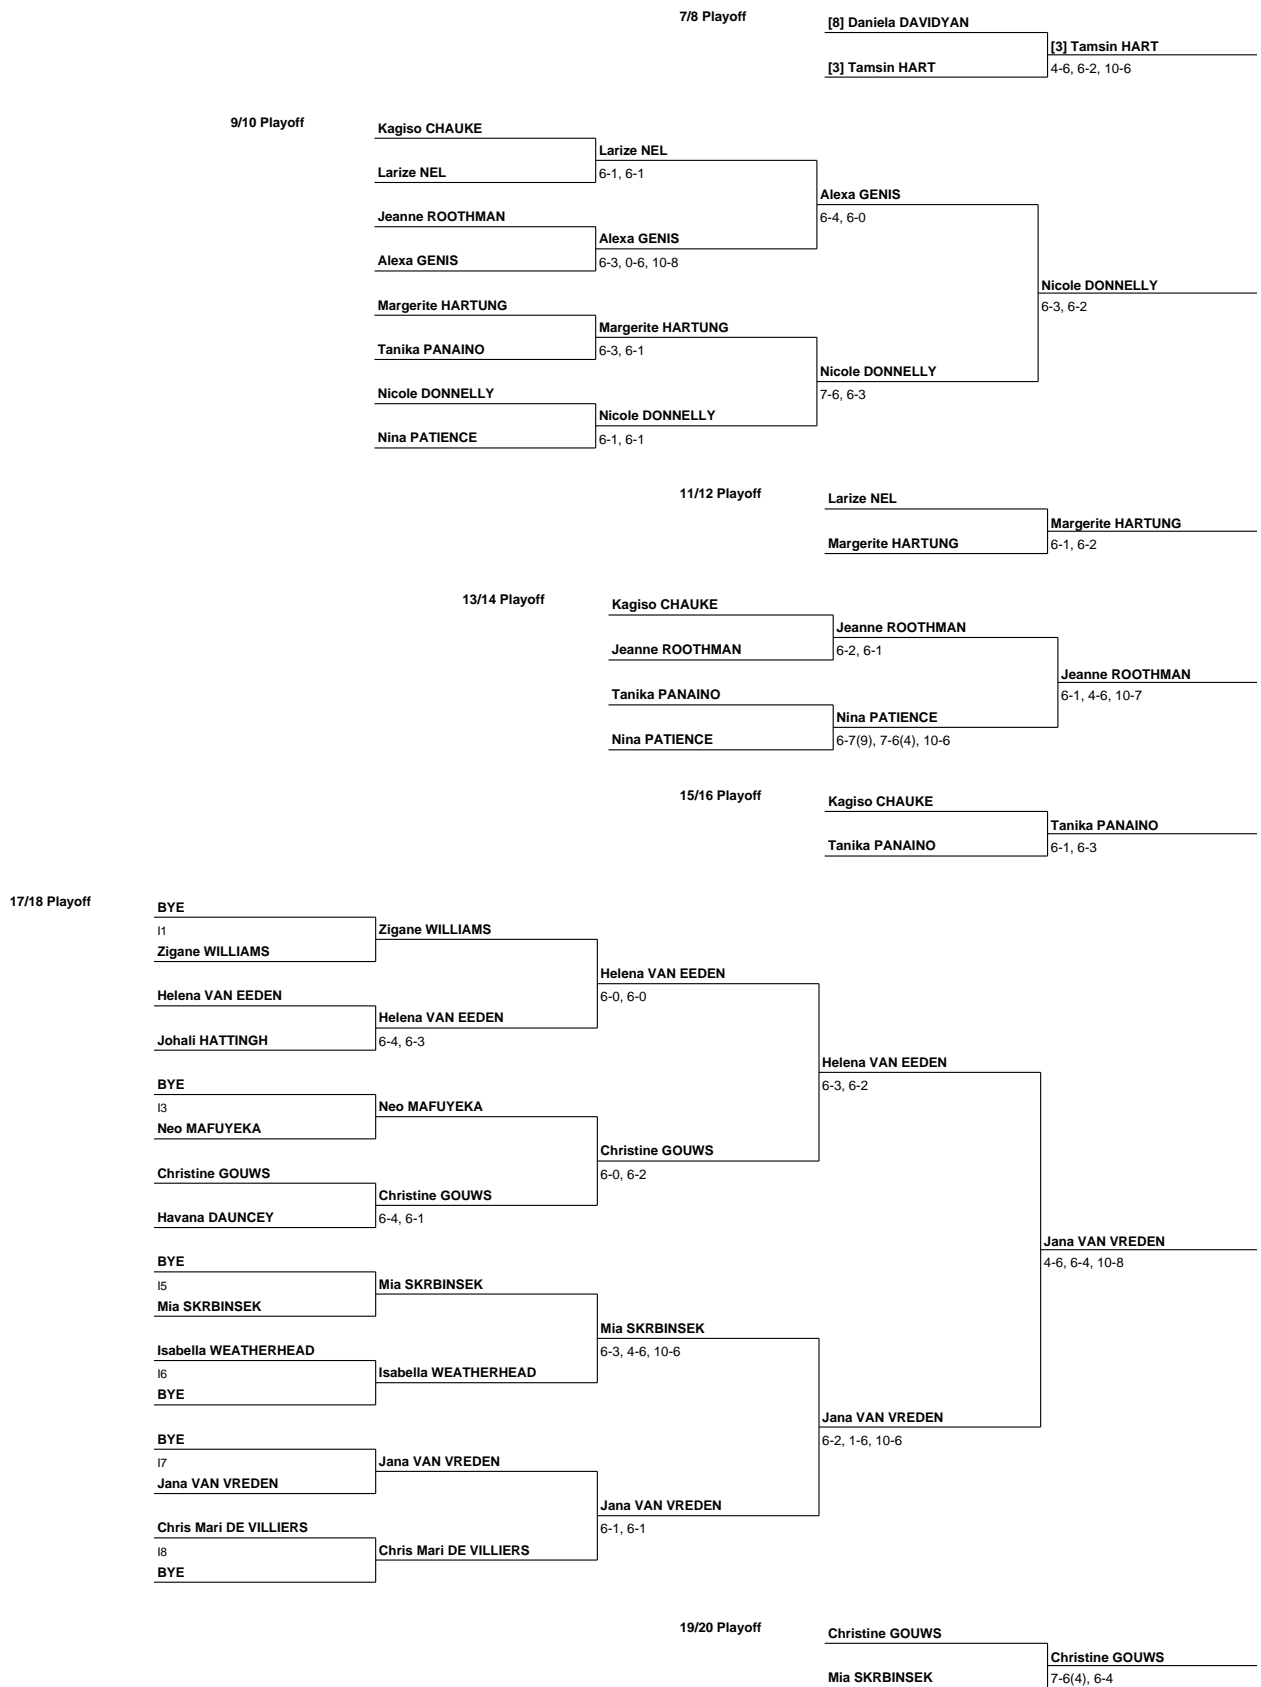 7/8 Playoff
[8] Daniela DAVIDYAN
[3] Tamsin HART
[3] Tamsin HART
4-6, 6-2, 10-6
9/10 Playoff
Kagiso CHAUKE
Larize NEL
Larize NEL
6-1, 6-1
Alexa GENIS
Jeanne ROOTHMAN
6-4, 6-0
Alexa GENIS
Alexa GENIS
6-3, 0-6, 10-8
Nicole DONNELLY
Margerite HARTUNG
6-3, 6-2
Margerite HARTUNG
Tanika PANAINO
6-3, 6-1
Nicole DONNELLY
Nicole DONNELLY
7-6, 6-3
Nicole DONNELLY
Nina PATIENCE
6-1, 6-1
11/12 Playoff
Larize NEL
Margerite HARTUNG
Margerite HARTUNG
6-1, 6-2
13/14 Playoff
Kagiso CHAUKE
Jeanne ROOTHMAN
Jeanne ROOTHMAN
6-2, 6-1
Jeanne ROOTHMAN
Tanika PANAINO
6-1, 4-6, 10-7
Nina PATIENCE
Nina PATIENCE
6-7(9), 7-6(4), 10-6
15/16 Playoff
Kagiso CHAUKE
Tanika PANAINO
Tanika PANAINO
6-1, 6-3
17/18 Playoff
BYE
I1
Zigane WILLIAMS
Zigane WILLIAMS
Helena VAN EEDEN
Helena VAN EEDEN
6-0, 6-0
Helena VAN EEDEN
Johali HATTINGH
6-4, 6-3
Helena VAN EEDEN
BYE
6-3, 6-2
I3
Neo MAFUYEKA
Neo MAFUYEKA
Christine GOUWS
Christine GOUWS
6-0, 6-2
Christine GOUWS
Havana DAUNCEY
6-4, 6-1
Jana VAN VREDEN
BYE
4-6, 6-4, 10-8
I5
Mia SKRBINSEK
Mia SKRBINSEK
Mia SKRBINSEK
Isabella WEATHERHEAD
6-3, 4-6, 10-6
I6
Isabella WEATHERHEAD
BYE
Jana VAN VREDEN
BYE
6-2, 1-6, 10-6
I7
Jana VAN VREDEN
Jana VAN VREDEN
Jana VAN VREDEN
Chris Mari DE VILLIERS
6-1, 6-1
I8
Chris Mari DE VILLIERS
BYE
19/20 Playoff
Christine GOUWS
Christine GOUWS
Mia SKRBINSEK
7-6(4), 6-4